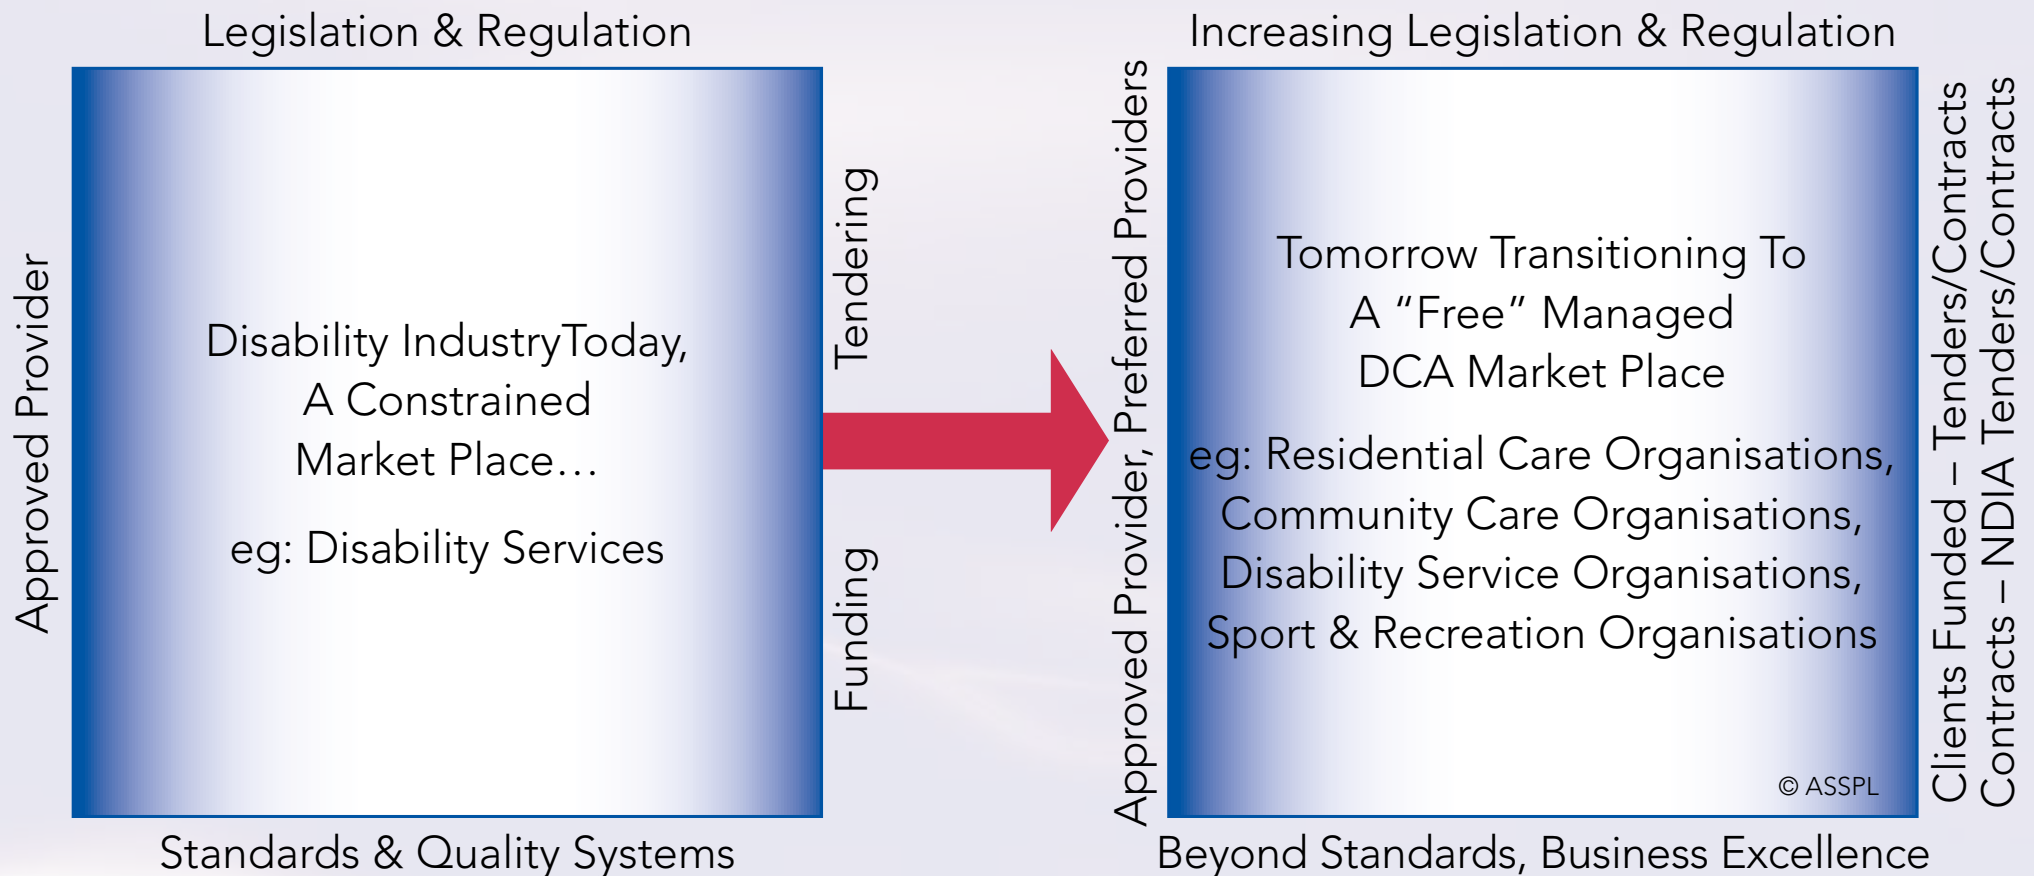 Legislation & Regulation
Approved Provider
Disability IndustryToday,
A Constrained
Market Place…
eg: Disability Services
Tendering
Funding
Standards & Quality Systems
Increasing Legislation & Regulation
Approved Provider, Preferred Providers
Tomorrow Transitioning To
A “Free” Managed
DCA Market Place
eg: Residential Care Organisations,
Community Care Organisations,
Disability Service Organisations,
Sport & Recreation Organisations
© ASSPL
Clients Funded – Tenders/Contracts
Contracts – NDIA Tenders/Contracts
Beyond Standards, Business Excellence